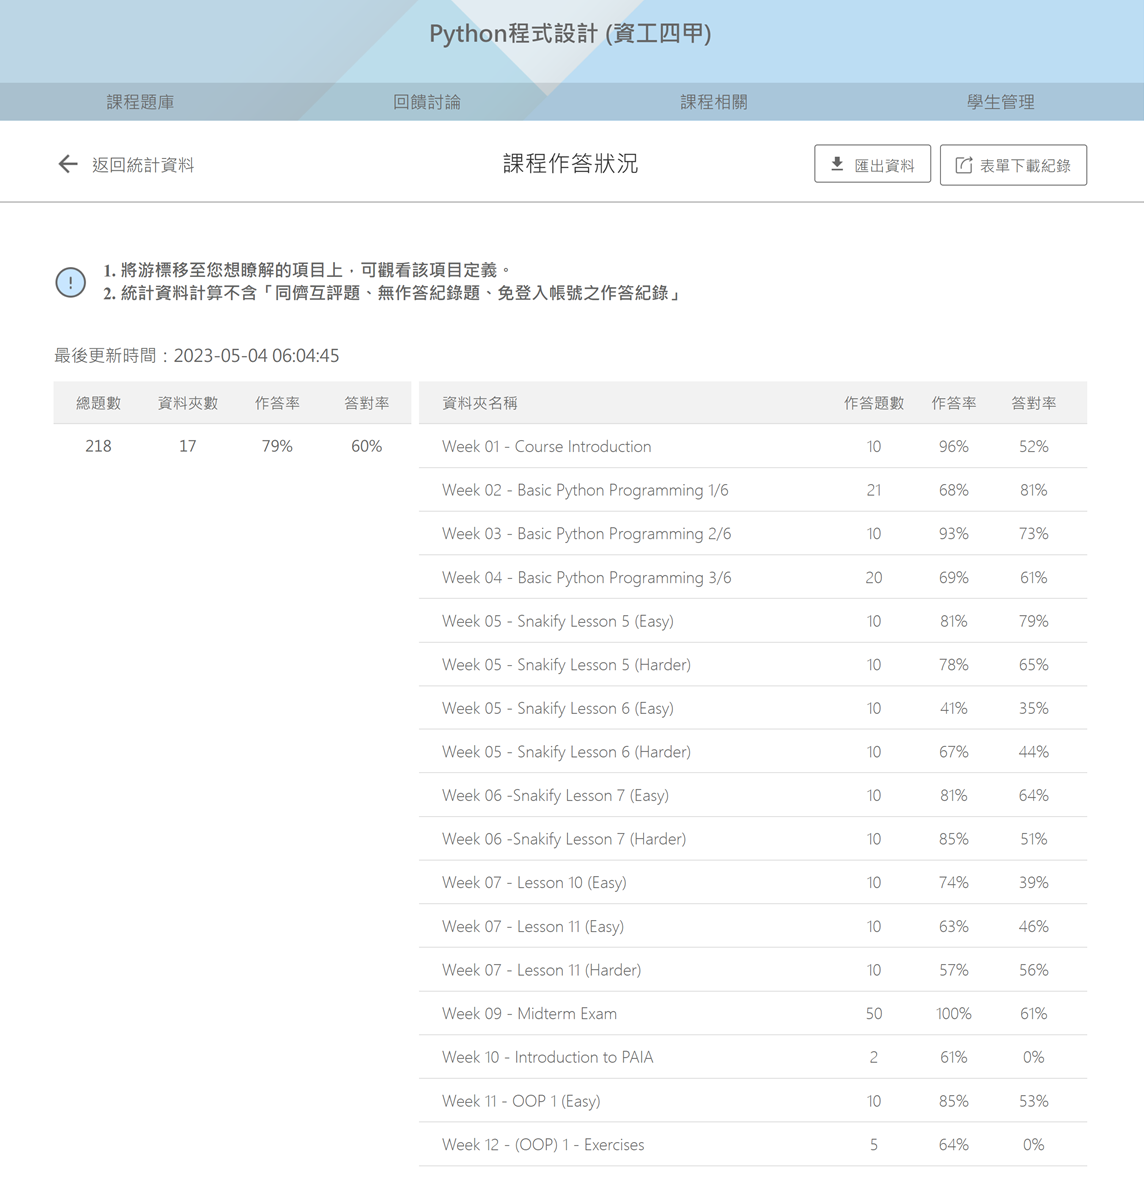 Python程式設計 (資工四甲)
課程題庫 回饋討論 課程相關 學生管理
返回統計資料 課程作答狀況 匯出資料 表單下載紀錄
1. 將游標移至您想瞭解的項目上，可觀看該項目定義。
2. 統計資料計算不含「同儕互評題、無作答紀錄題、免登入帳號之作答紀錄」
最後更新時間：2023-05-04 06:04:45
總題數 資料夾數 作答率 答對率
218 17 79% 60%
資料夾名稱 作答題數 作答率 答對率
Week 01 - Course Introduction 10 96% 52%
Week 02 - Basic Python Programming 1/6 21 68% 81%
Week 03 - Basic Python Programming 2/6 10 93% 73%
Week 04 - Basic Python Programming 3/6 20 69% 61%
Week 05 - Snakify Lesson 5 (Easy) 10 81% 79%
Week 05 - Snakify Lesson 5 (Harder) 10 78% 65%
Week 05 - Snakify Lesson 6 (Easy) 10 41% 35%
Week 05 - Snakify Lesson 6 (Harder) 10 67% 44%
Week 06 -Snakify Lesson 7 (Easy) 10 81% 64%
Week 06 -Snakify Lesson 7 (Harder) 10 85% 51%
Week 07 - Lesson 10 (Easy) 10 74% 39%
Week 07 - Lesson 11 (Easy) 10 63% 46%
Week 07 - Lesson 11 (Harder) 10 57% 56%
Week 09 - Midterm Exam 50 100% 61%
Week 10 - Introduction to PAIA 2 61% 0%
Week 11 - OOP 1 (Easy) 10 85% 53%
Week 12 - (OOP) 1 - Exercises 5 64% 0%